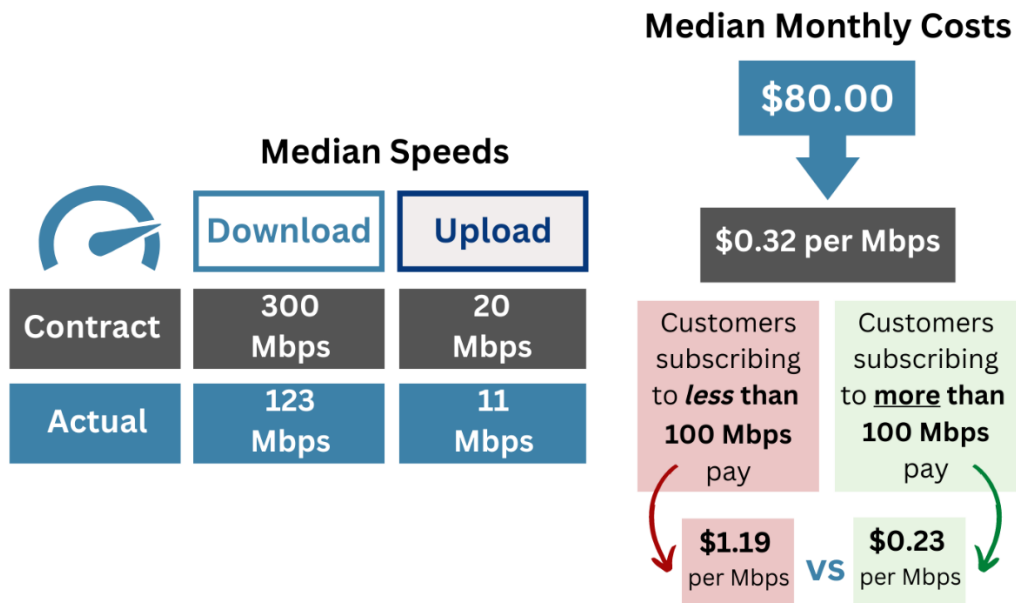 Median Speeds
Download
Upload
Contract
300
Mbps
20
Mbps
Actual
123
Mbps
11
Mbps
Median Monthly Costs
$80.00
$0.32 per Mbps
Customers
subscribing
to less than
100 Mbps
pay
Customers
subscribing
to more than
100 Mbps
pay
$1.19
per Mbps
vs
$0.23
per Mbps